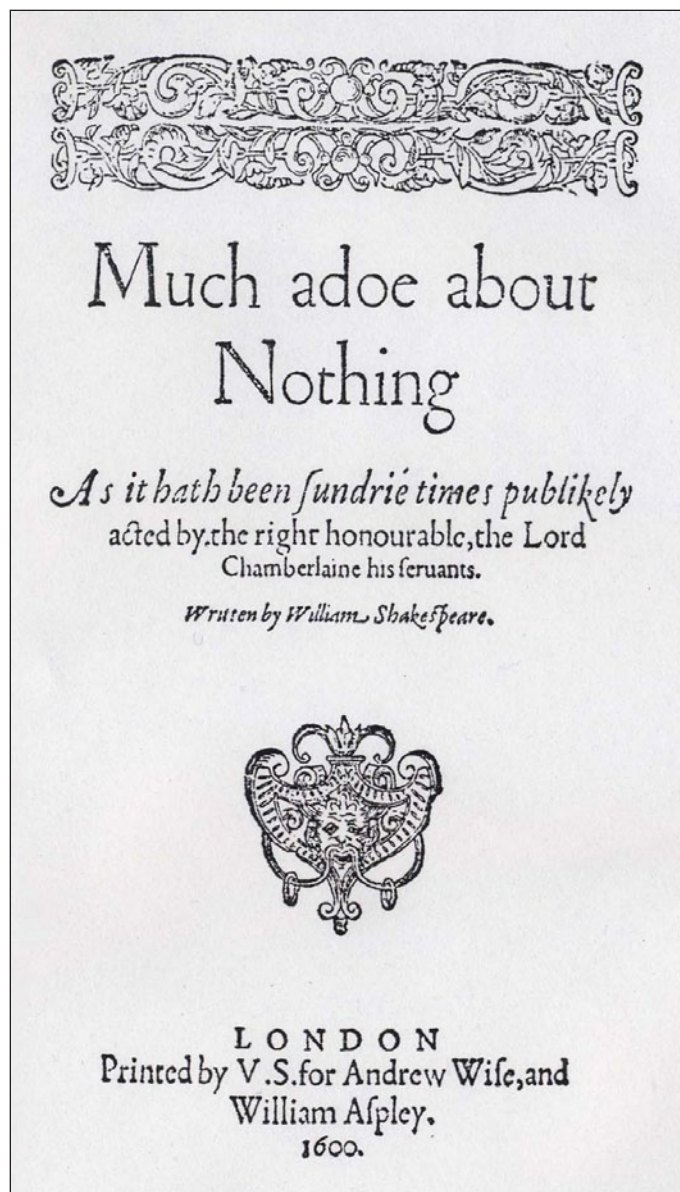 Much adoe about
Nothing
As it hath been ſundrie times publikely
acted by the right honourable, the Lord
Chamberlaine his ſeruants.
Written by William Shakeſpeare.
LONDON
Printed by V.S. for Andrew Wiſe, and
William Aſpley.
1600.